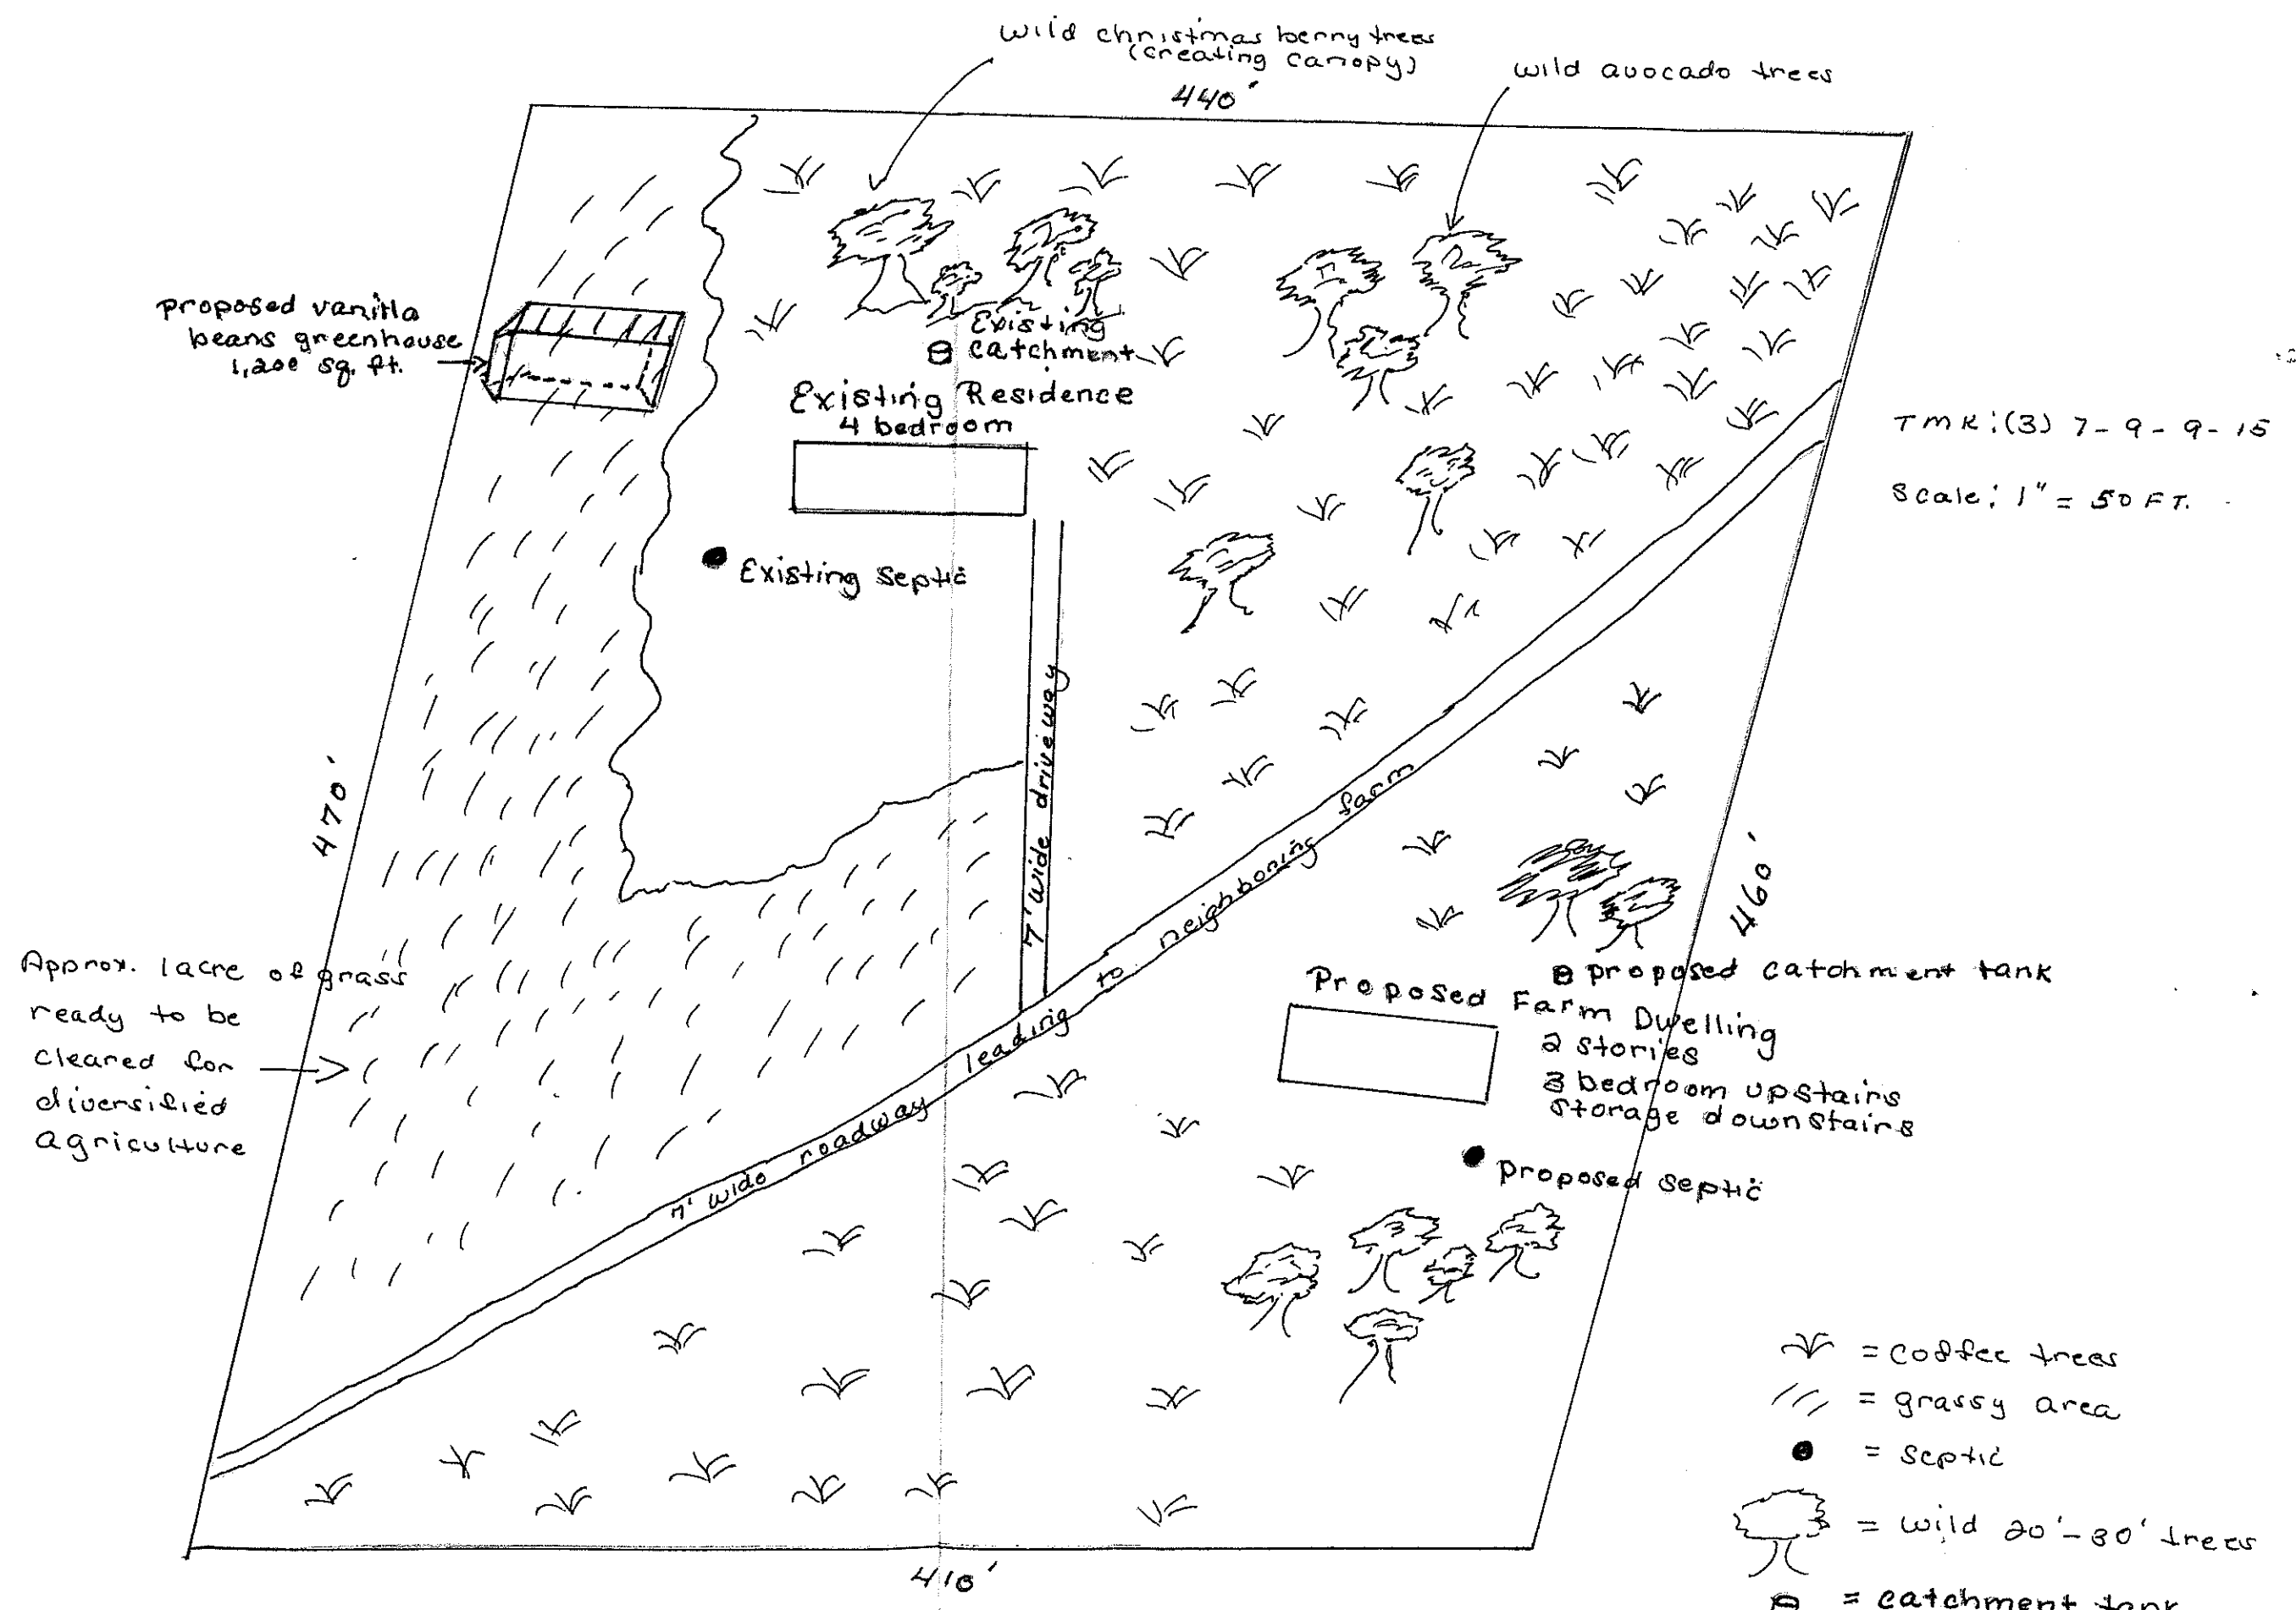 wild christmas berry trees
(creating canopy)
wild avocado trees
440'
proposed vanilla
beans greenhouse
1,200 sq. ft.
Existing
catchment
Existing Residence
4 bedroom
TMK:(3) 7-9-9-15
Scale: 1" = 50 FT.
Existing septic
7' wide driveway
470'
460'
7' wide roadway leading to neighboring farm
Approx. 1 acre of grass
ready to be
cleared for
diversified
agriculture
proposed catchment tank
Proposed Farm Dwelling
2 stories
3 bedroom upstairs
storage downstairs
proposed septic
410'
= coffee trees
= grassy area
= septic
= wild 20'-30' trees
= catchment tank